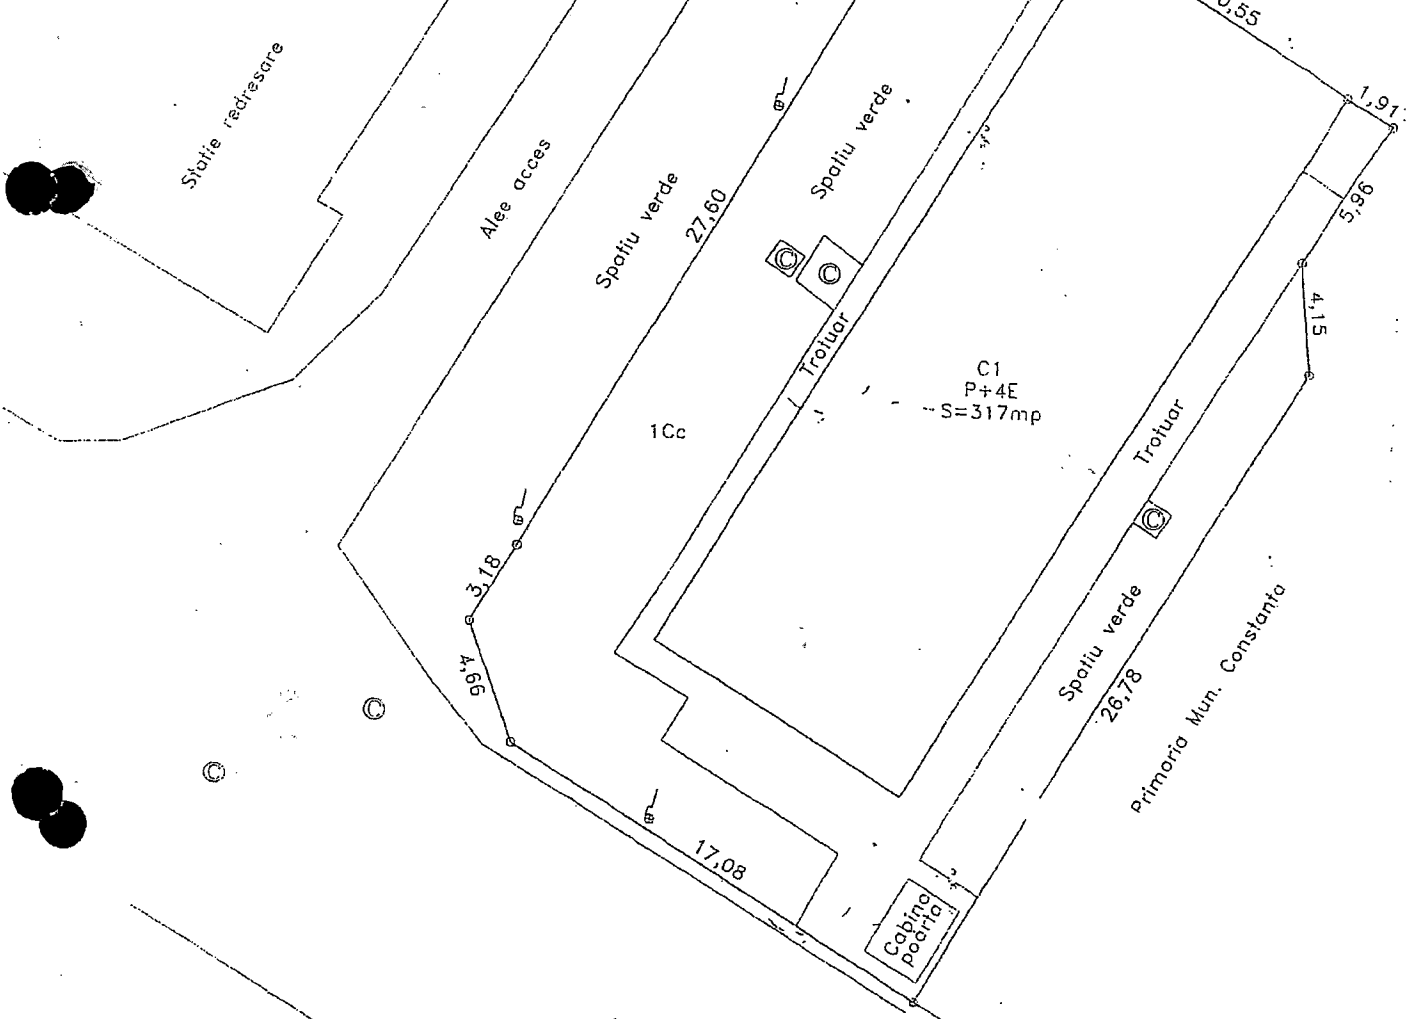 0,55
1,91
Statie redresare
Alee acces
Spatiu verde
27,60
Spatiu verde
5,96
4,15
C
C
Trotuar
C1
P+4E
S=317mp
1Cc
Trotuar
C
3,18
4,66
Spatiu verde
26,78
Primaria Mun. Constanta
C
C
17,08
Cabina
poarta